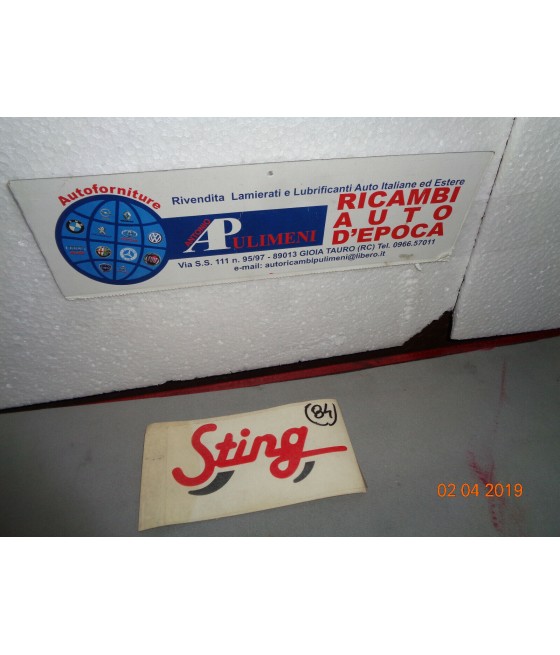 Autoforniture
Rivendita Lamierati e Lubrificanti Auto Italiane ed Estere
ANTONIO
PULIMENI
RICAMBI
AUTO
D'EPOCA
Via S.S. 111 n. 95/97 - 89013 GIOIA TAURO (RC) Tel. 0966.57011
e-mail: autoricambipulimeni@libero.it
84
Sting
02 04 2019